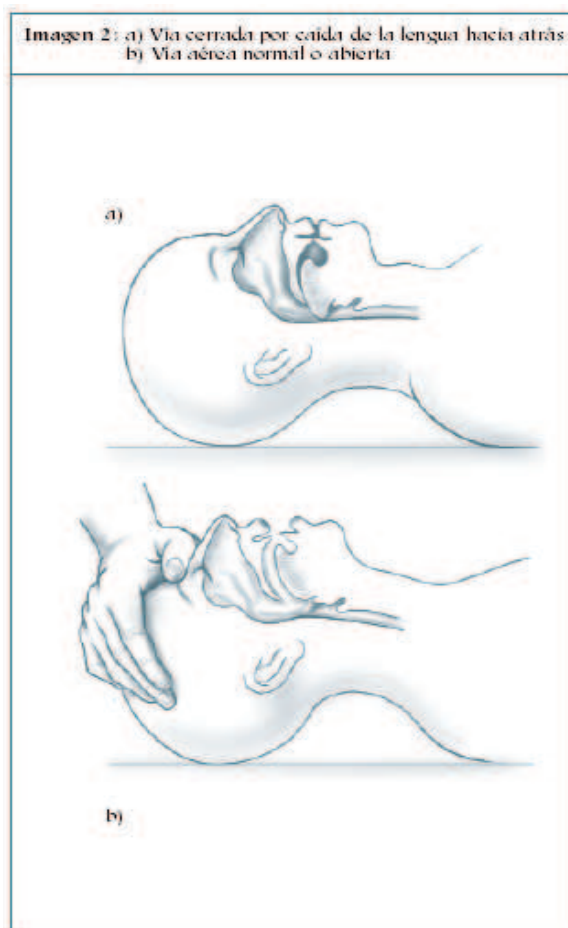 Imagen 2: a) Vía cerrada por caída de la lengua hacia atrás
b) Vía aérea normal o abierta
a)
b)